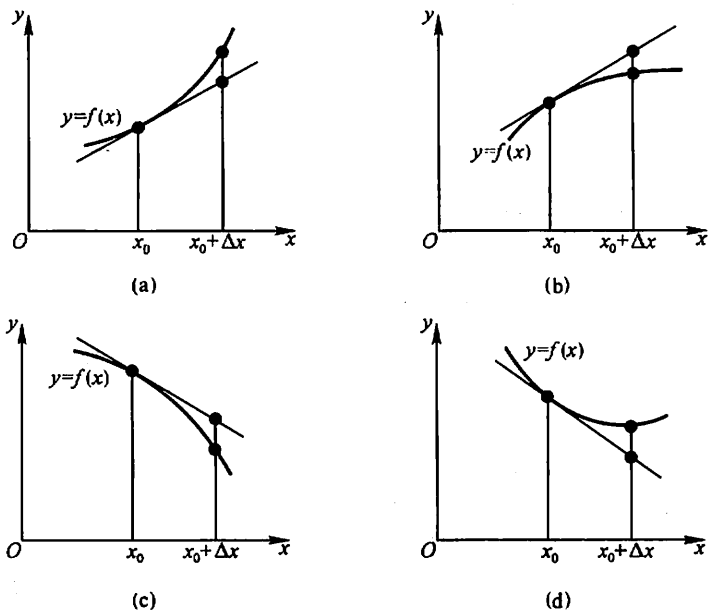 y
y=f(x)
O x₀ x₀+Δx x
(a)
y
y=f(x)
O x₀ x₀+Δx x
(b)
y
y=f(x)
O x₀ x₀+Δx x
(c)
y
y=f(x)
O x₀ x₀+Δx x
(d)